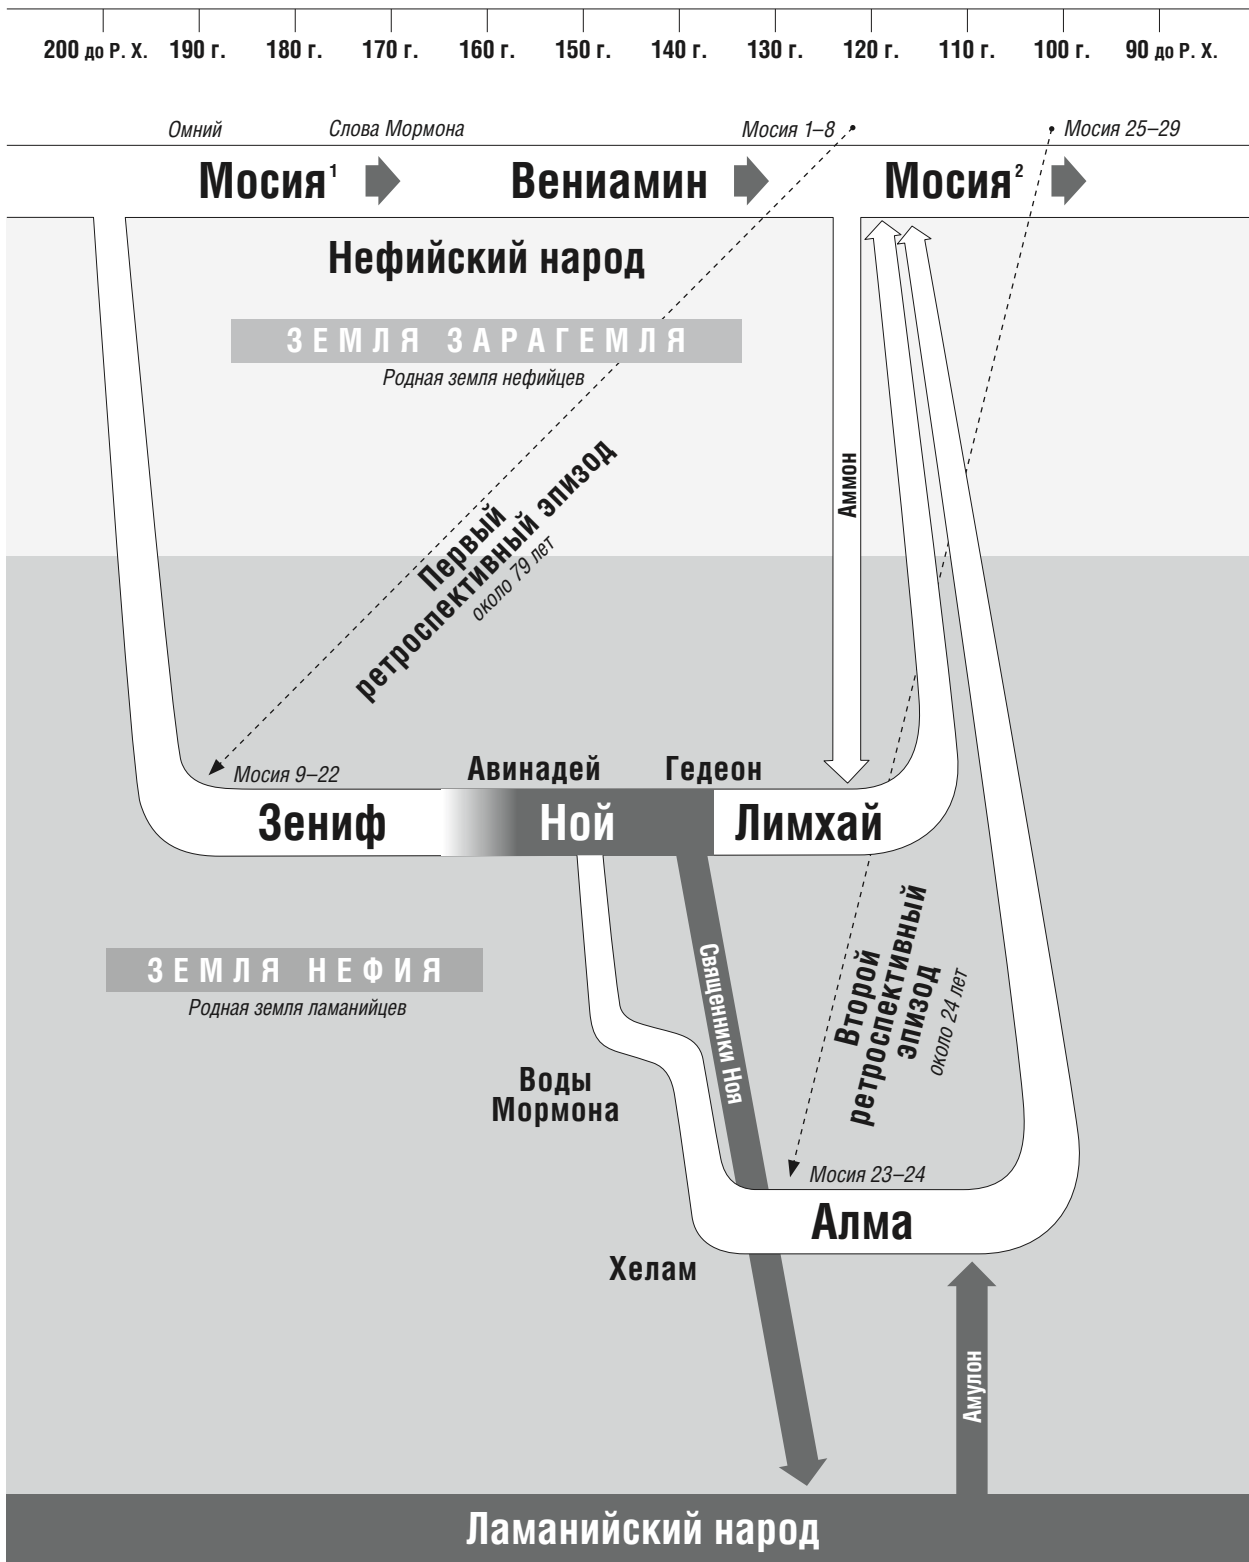 200 до Р. Х. 190 г. 180 г. 170 г. 160 г. 150 г. 140 г. 130 г. 120 г. 110 г. 100 г. 90 до Р. Х.
Омний Слова Мормона Мосия 1–8 Мосия 25–29
Мосия¹ Вениамин Мосия²
Нефийский народ
ЗЕМЛЯ ЗАРАГЕМЛЯ
Родная земля нефийцев
Аммон
Первый
ретроспективный эпизод
около 79 лет
Мосия 9–22
Авинадей
Гедеон
Зениф Ной Лимхай
ЗЕМЛЯ НЕФИЯ
Родная земля ламанийцев
Священники Ноя
Второй
ретроспективный
эпизод
около 24 лет
Воды
Мормона
Мосия 23–24
Алма
Хелам
Амулон
Ламанийский народ